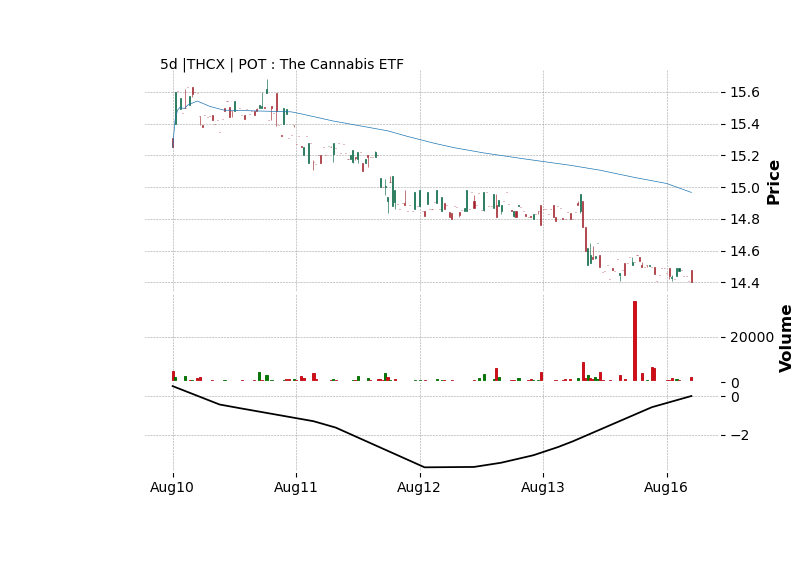 5d |THCX | POT : The Cannabis ETF
15.6
15.4
15.2
15.0
14.8
14.6
14.4
Price
20000
0
Volume
0
−2
Aug10 Aug11 Aug12 Aug13 Aug16